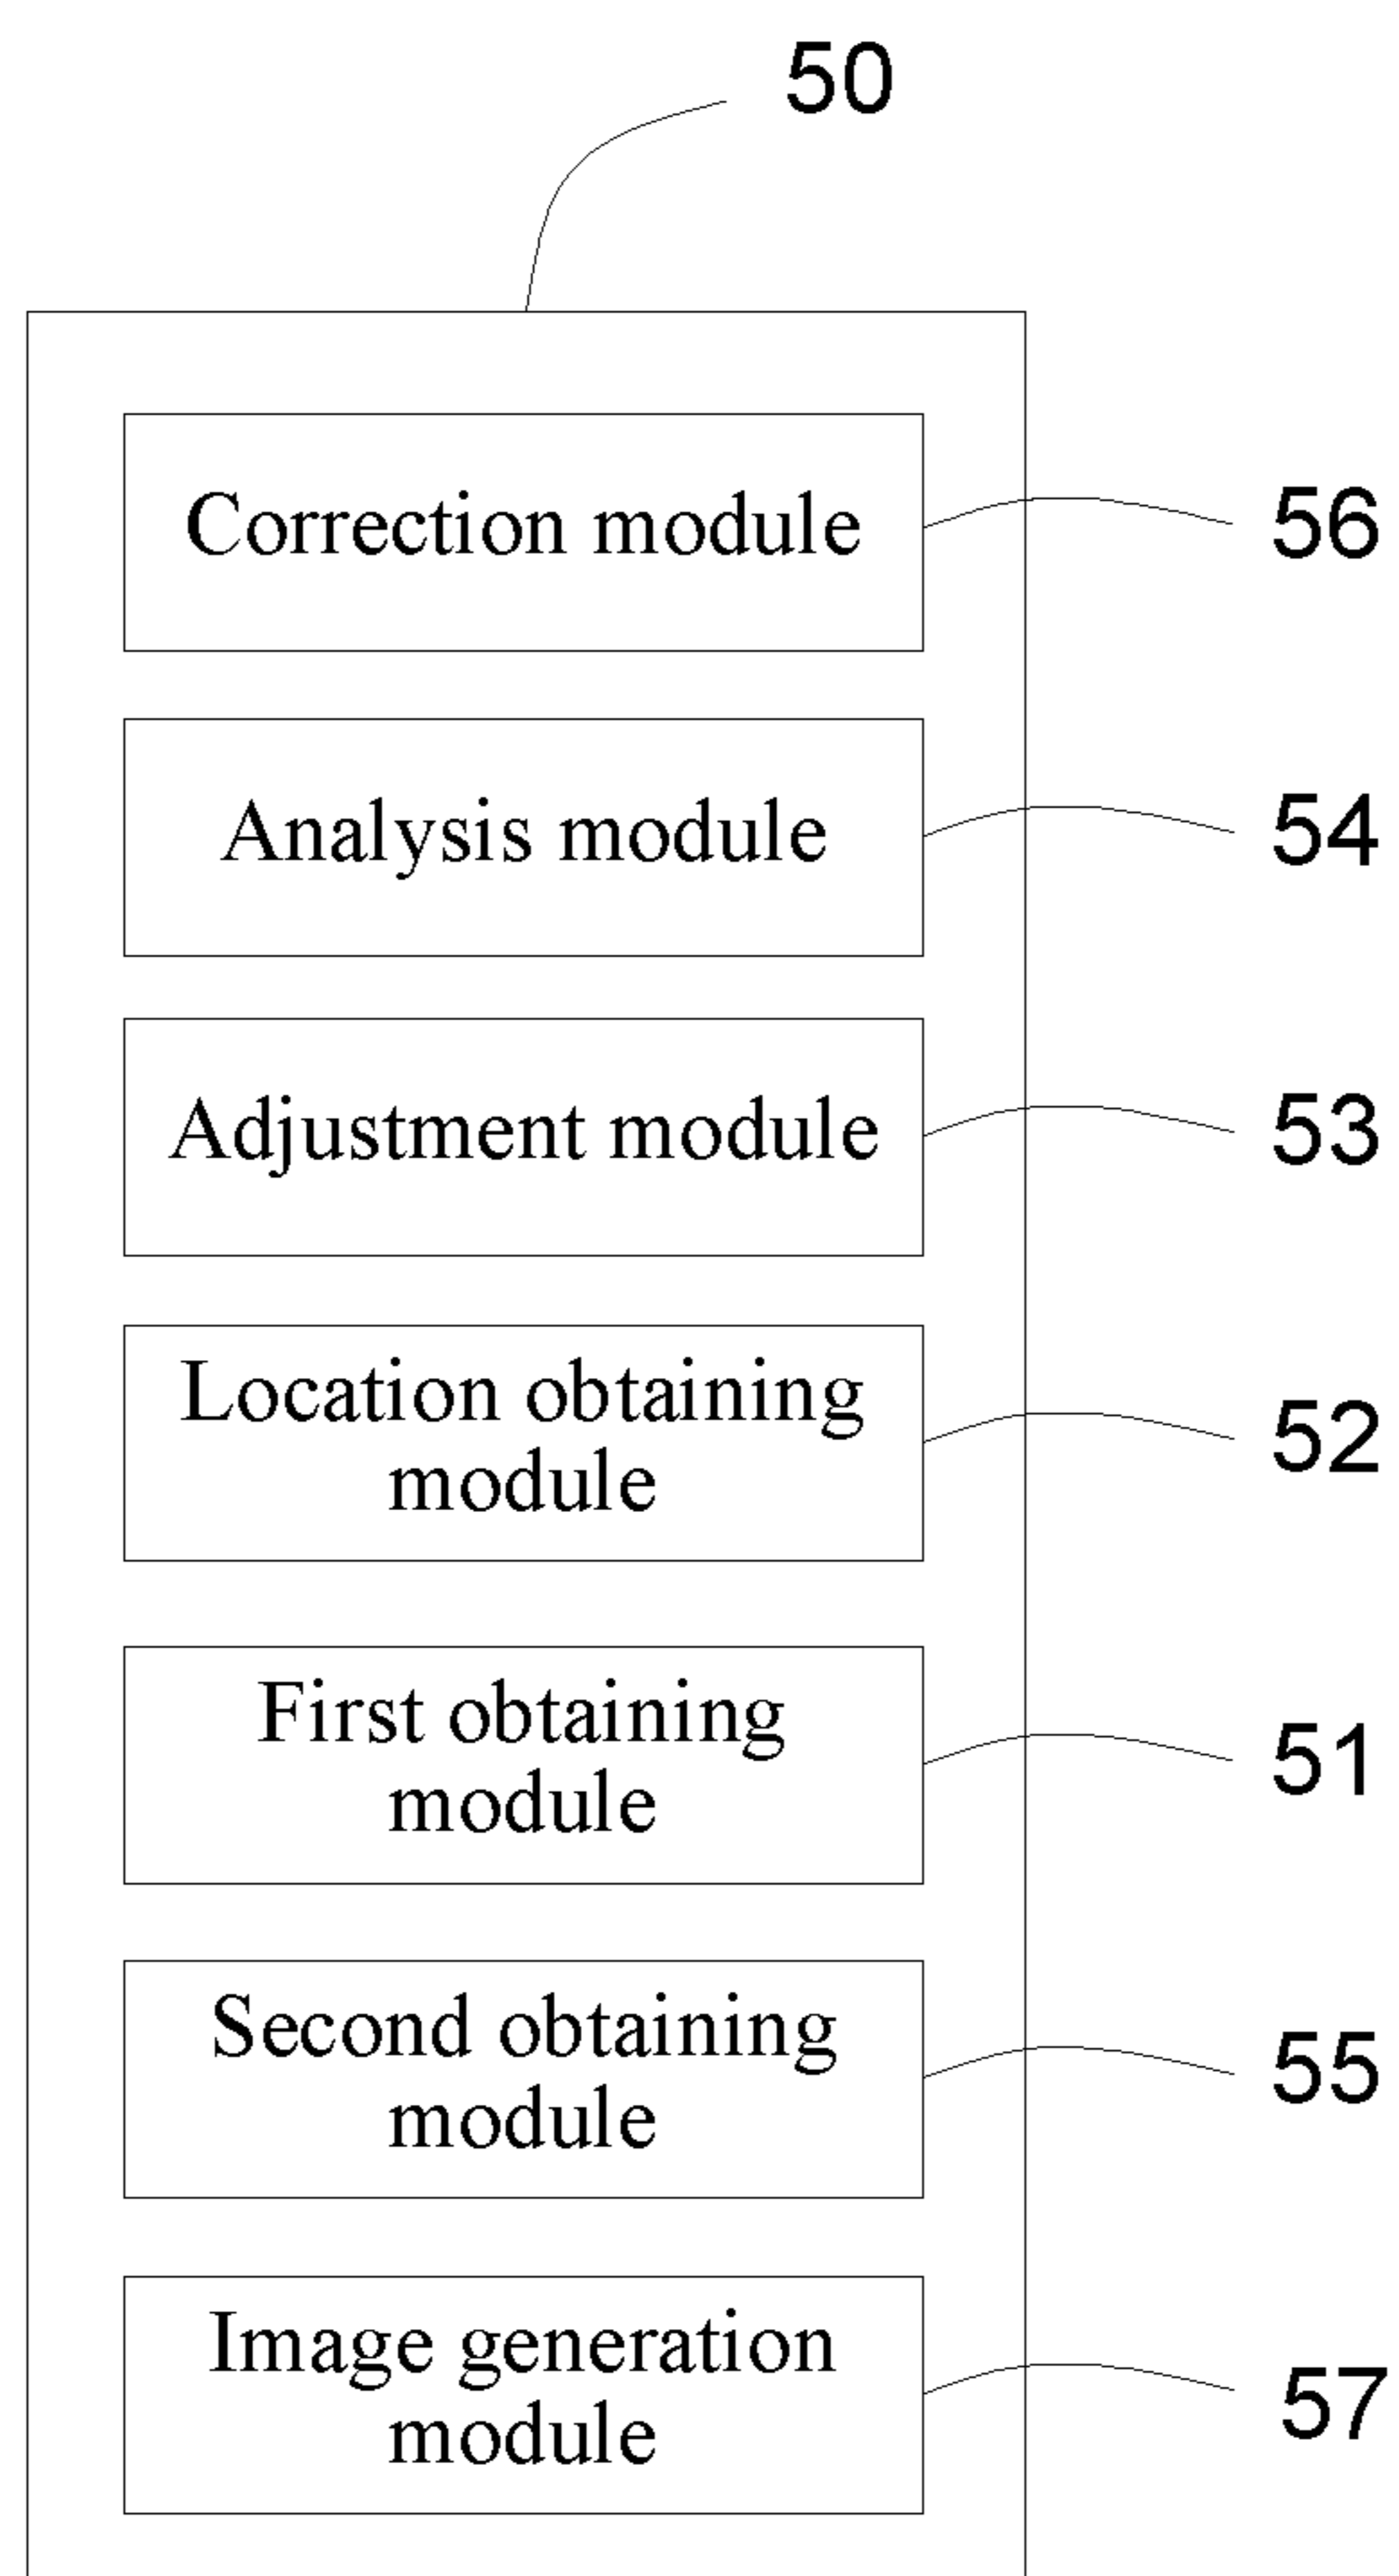 50
Correction module
56
Analysis module
54
Adjustment module
53
Location obtaining
module
52
First obtaining
module
51
Second obtaining
module
55
Image generation
module
57